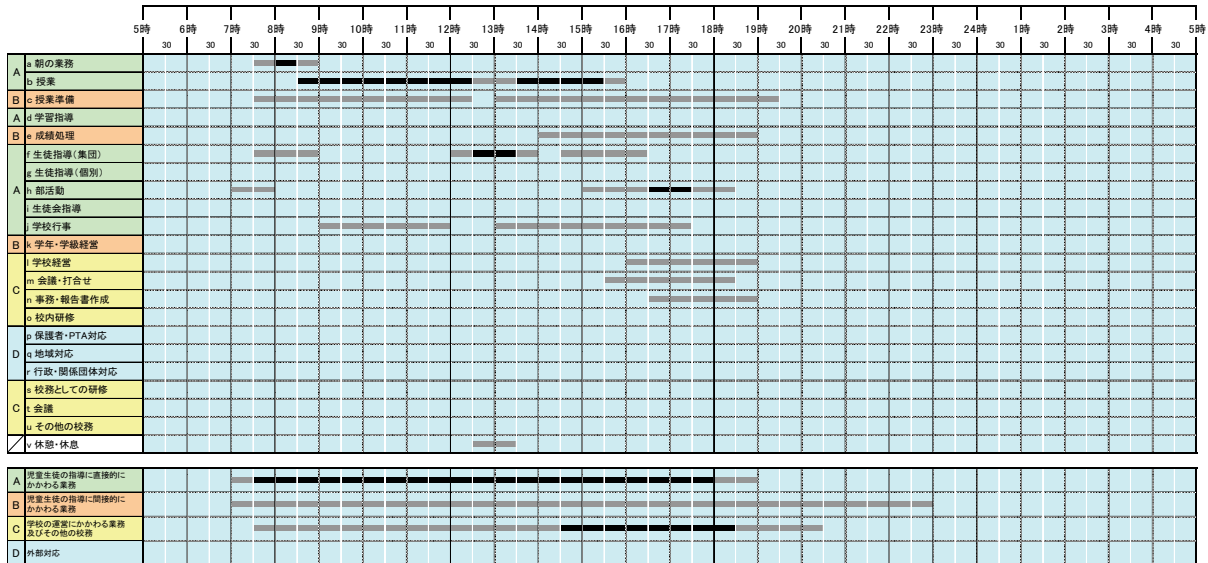 5時 6時 7時 8時 9時 10時 11時 12時 13時 14時 15時 16時 17時 18時 19時 20時 21時 22時 23時 24時 1時 2時 3時 4時 5時
30 30 30 30 30 30 30 30 30 30 30 30 30 30 30 30 30 30 30 30 30 30 30 30
A
a 朝の業務
b 授業
B c 授業準備
A d 学習指導
B e 成績処理
A
f 生徒指導(集団)
g 生徒指導(個別)
h 部活動
i 生徒会指導
j 学校行事
B k 学年・学級経営
C
l 学校経営
m 会議・打合せ
n 事務・報告書作成
o 校内研修
D
p 保護者・PTA対応
q 地域対応
r 行政・関係団体対応
C
s 校務としての研修
t 会議
u その他の校務
v 休憩・休息
A 児童生徒の指導に直接的に
かかわる業務
B 児童生徒の指導に間接的に
かかわる業務
C 学校の運営にかかわる業務
及びその他の校務
D 外部対応